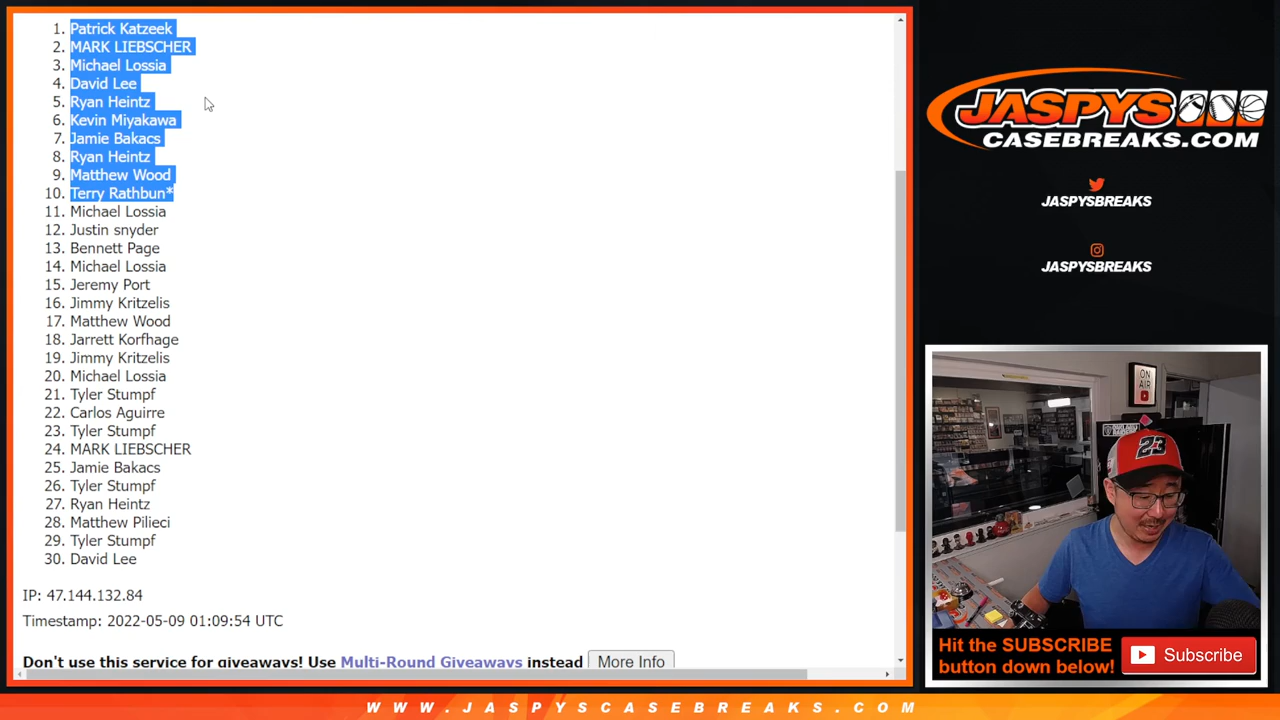 1. Patrick Katzeek
2. MARK LIEBSCHER
3. Michael Lossia
4. David Lee
5. Ryan Heintz
6. Kevin Miyakawa
7. Jamie Bakacs
8. Ryan Heintz
9. Matthew Wood
10. Terry Rathbun*
11. Michael Lossia
12. Justin snyder
13. Bennett Page
14. Michael Lossia
15. Jeremy Port
16. Jimmy Kritzelis
17. Matthew Wood
18. Jarrett Korfhage
19. Jimmy Kritzelis
20. Michael Lossia
21. Tyler Stumpf
22. Carlos Aguirre
23. Tyler Stumpf
24. MARK LIEBSCHER
25. Jamie Bakacs
26. Tyler Stumpf
27. Ryan Heintz
28. Matthew Pilieci
29. Tyler Stumpf
30. David Lee
IP: 47.144.132.84
Timestamp: 2022-05-09 01:09:54 UTC
Don't use this service for giveaways! Use Multi-Round Giveaways instead More Info
JASPYS
CASEBREAKS.COM
JASPYSBREAKS
JASPYSBREAKS
ON
AIR
23
Hit the SUBSCRIBE
button down below!
Subscribe
WWW.JASPYSCASEBREAKS.COM